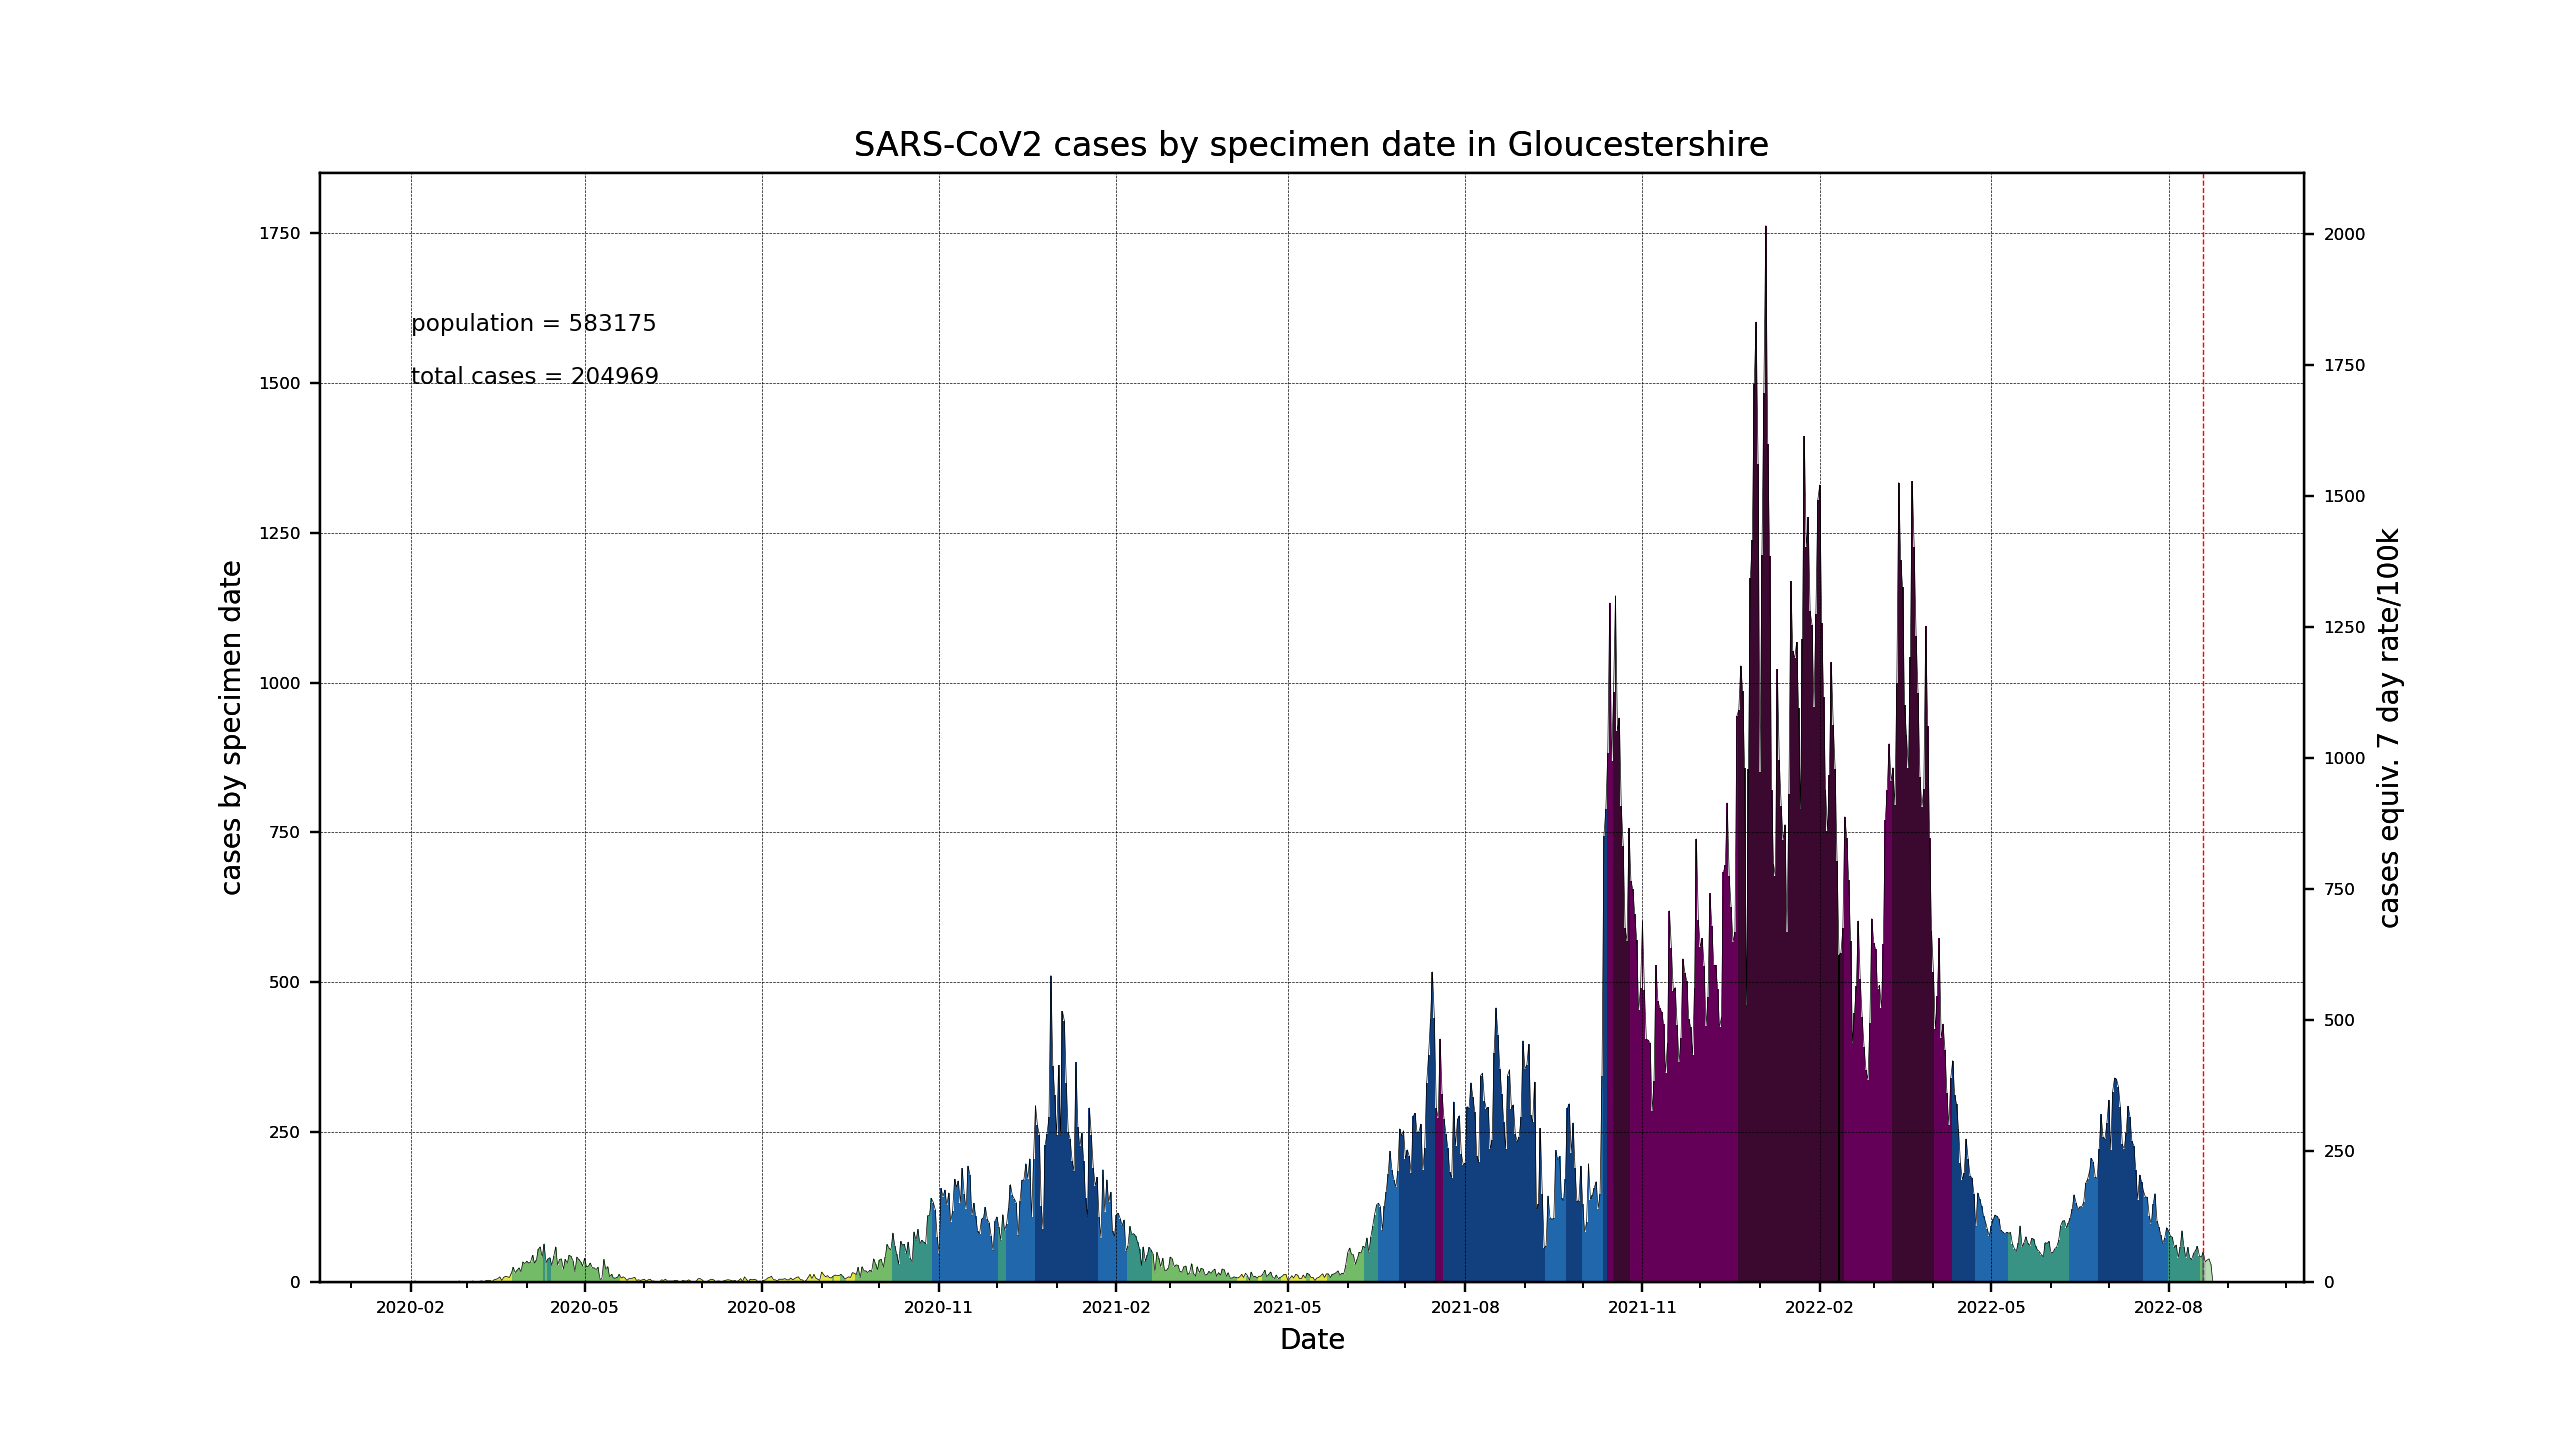 SARS-CoV2 cases by specimen date in Gloucestershire
population = 583175
total cases = 204969
cases by specimen date
1750
1500
1250
1000
750
500
250
0
2000
1750
1500
1250
1000
750
500
250
0
cases equiv. 7 day rate/100k
2020-02 2020-05 2020-08 2020-11 2021-02 2021-05 2021-08 2021-11 2022-02 2022-05 2022-08
Date